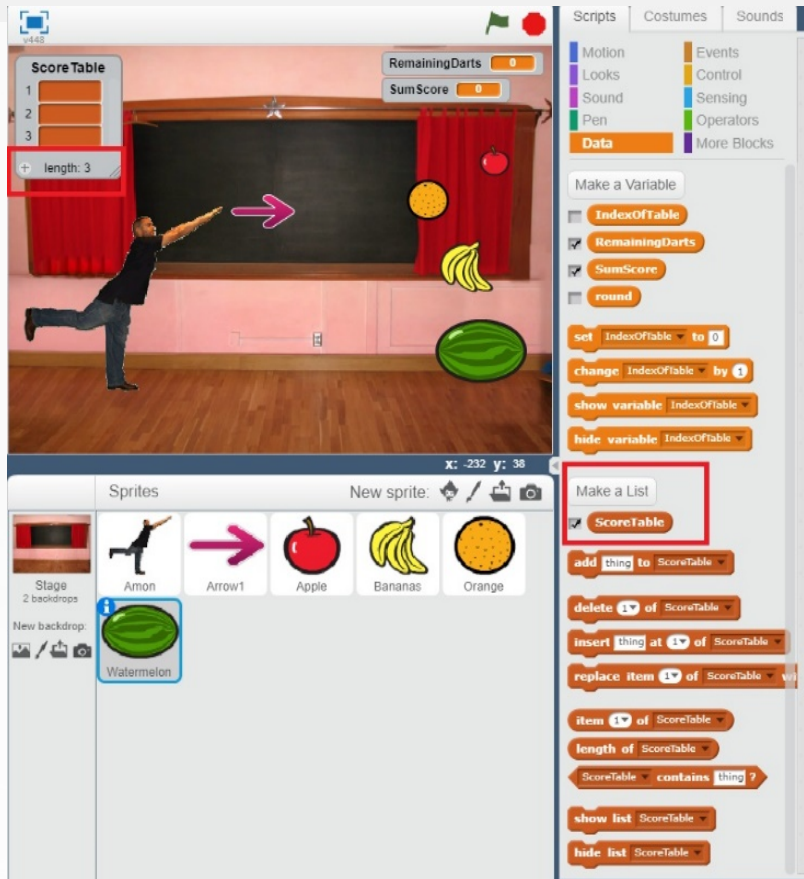 v448
ScoreTable
1
2
3
+ length: 3
RemainingDarts 0
SumScore 0
x: -232 y: 38
Sprites New sprite:
Stage
2 backdrops
New backdrop:
Amon
Arrow1
Apple
Bananas
Orange
Watermelon
Scripts Costumes Sounds
Motion Events
Looks Control
Sound Sensing
Pen Operators
Data More Blocks
Make a Variable
IndexOfTable
RemainingDarts
SumScore
round
set IndexOfTable to 0
change IndexOfTable by 1
show variable IndexOfTable
hide variable IndexOfTable
Make a List
ScoreTable
add thing to ScoreTable
delete 1 of ScoreTable
insert thing at 1 of ScoreTable
replace item 1 of ScoreTable wi
item 1 of ScoreTable
length of ScoreTable
ScoreTable contains thing ?
show list ScoreTable
hide list ScoreTable